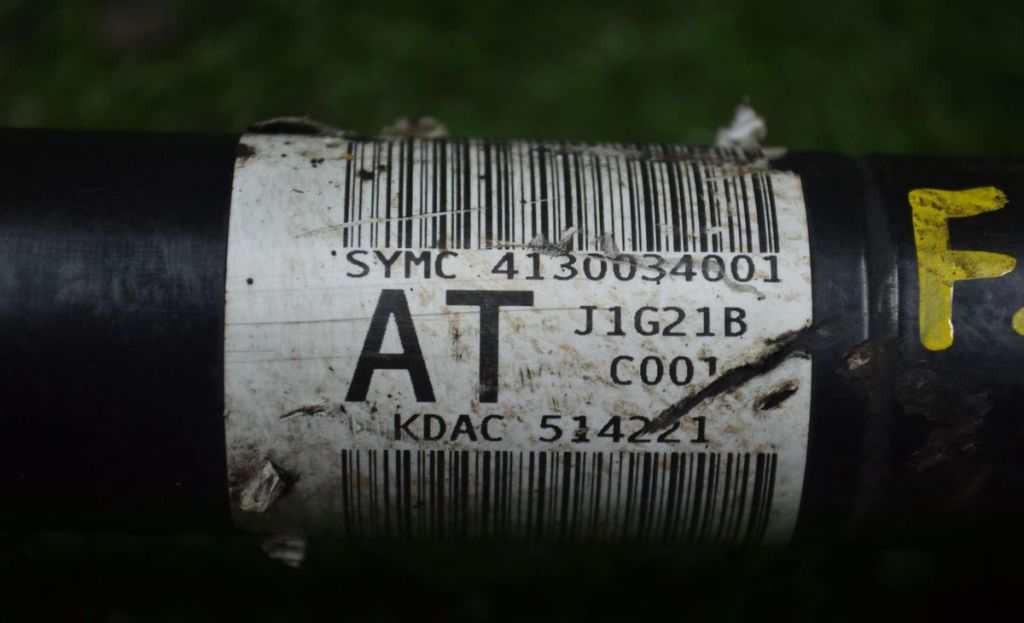 SYMC 4130034001
AT
J1G21B
C001
KDAC 514221
F.